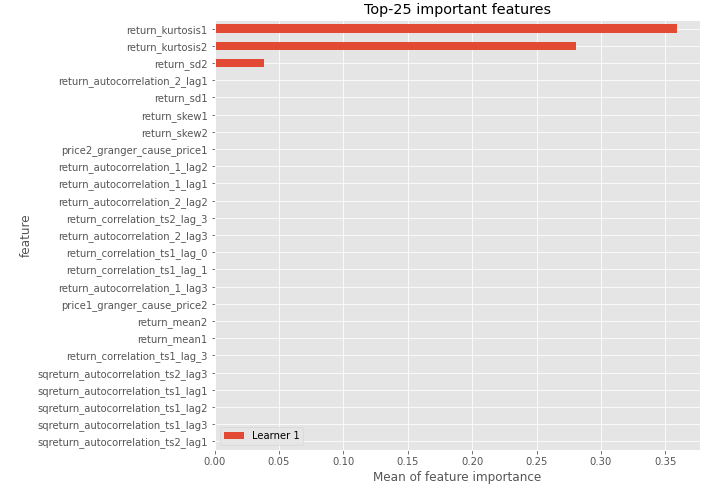 Top-25 important features
return_kurtosis1
return_kurtosis2
return_sd2
return_autocorrelation_2_lag1
return_sd1
return_skew1
return_skew2
price2_granger_cause_price1
return_autocorrelation_1_lag2
return_autocorrelation_1_lag1
return_autocorrelation_2_lag2
return_correlation_ts2_lag_3
return_autocorrelation_2_lag3
return_correlation_ts1_lag_0
return_correlation_ts1_lag_1
return_autocorrelation_1_lag3
price1_granger_cause_price2
return_mean2
return_mean1
return_correlation_ts1_lag_3
sqreturn_autocorrelation_ts2_lag3
sqreturn_autocorrelation_ts1_lag1
sqreturn_autocorrelation_ts1_lag2
sqreturn_autocorrelation_ts1_lag3
sqreturn_autocorrelation_ts2_lag1
feature
Learner 1
0.00 0.05 0.10 0.15 0.20 0.25 0.30 0.35
Mean of feature importance